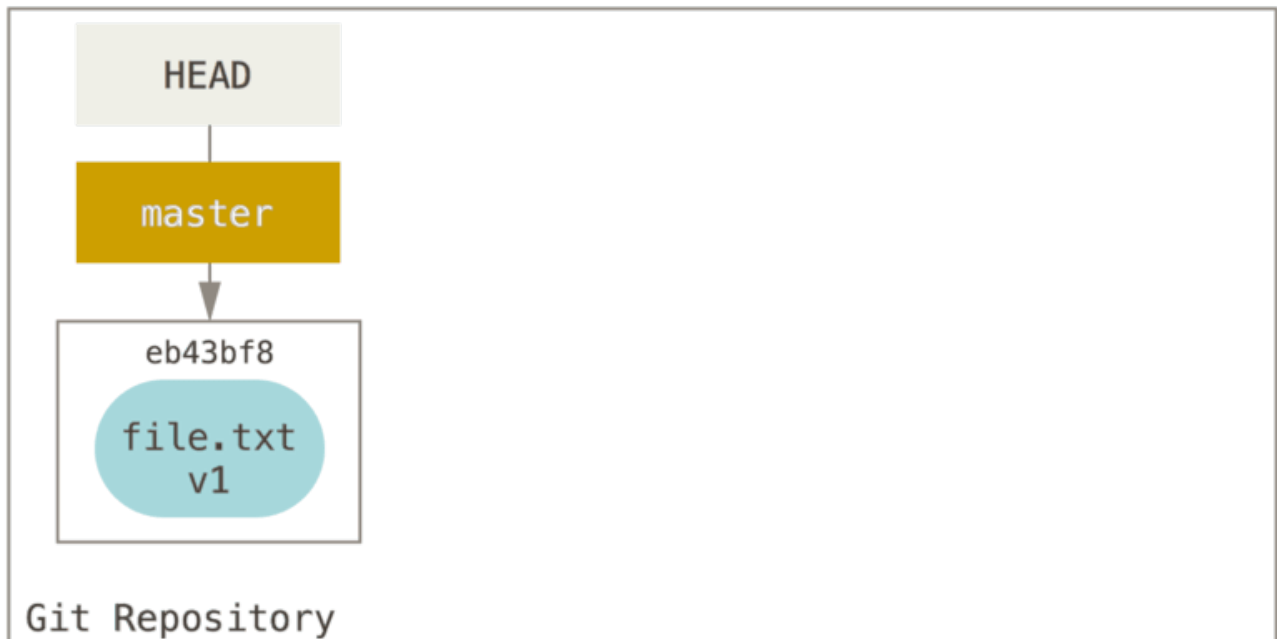 HEAD
master
eb43bf8
file.txt
v1
Git Repository